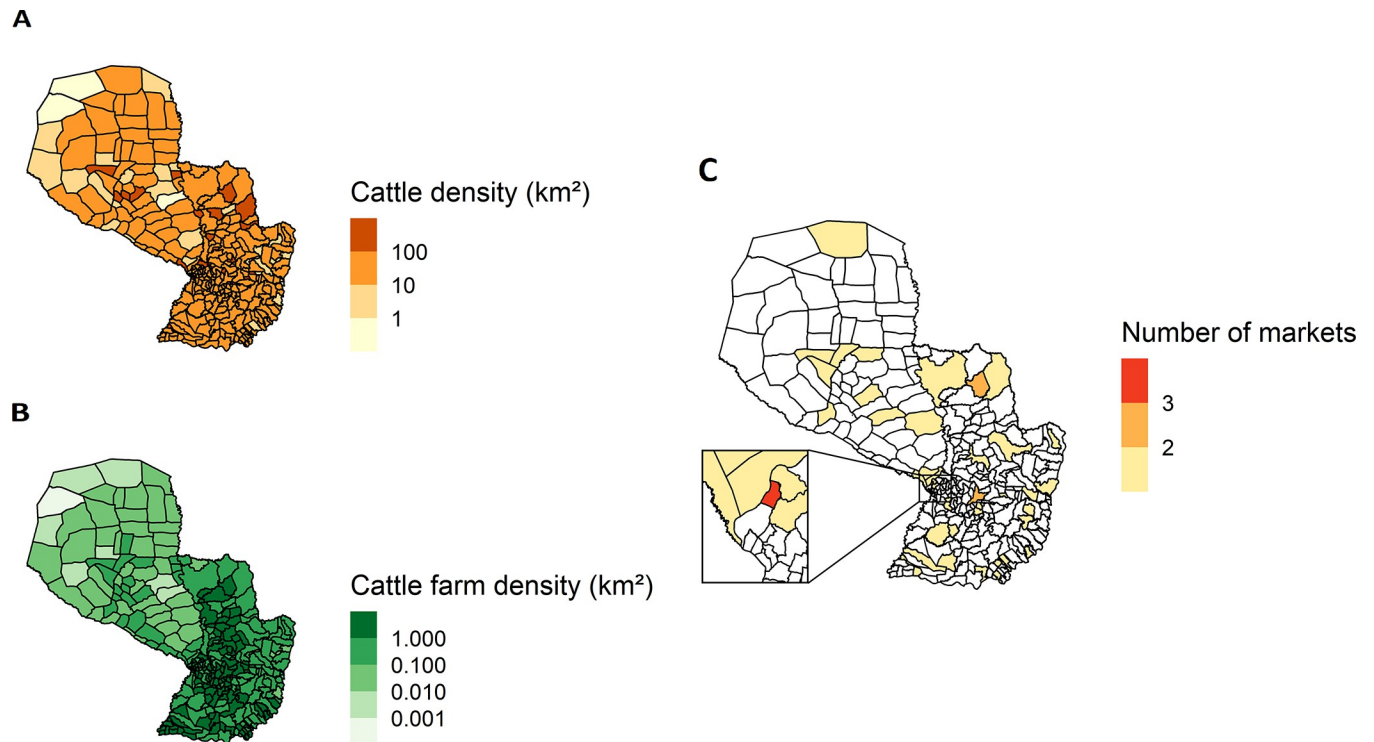 A
Cattle density (km²)
100
10
1
B
Cattle farm density (km²)
1.000
0.100
0.010
0.001
C
Number of markets
3
2